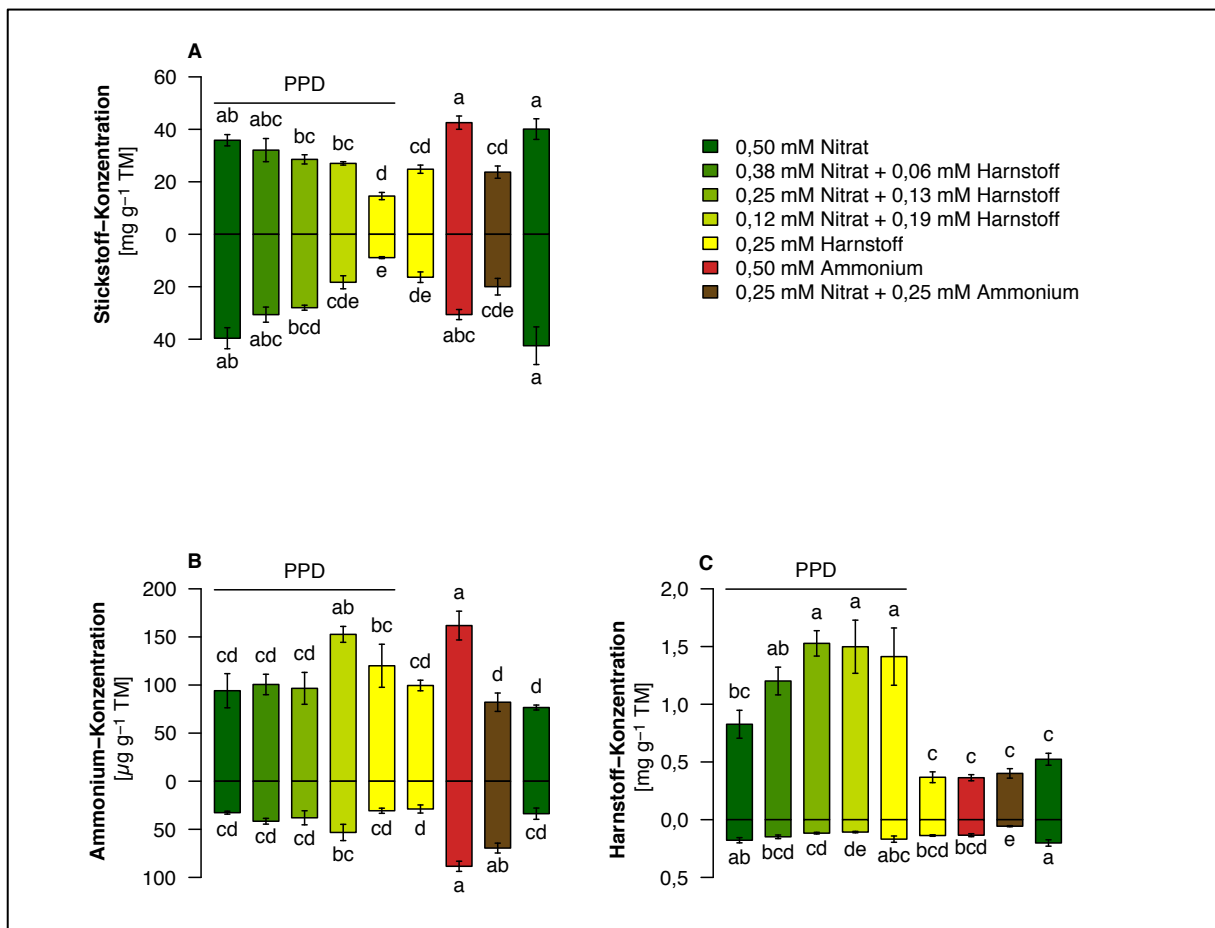 A
Stickstoff−Konzentration
[mg g−1 TM]
60
40
20
0
20
40
PPD
ab abc bc bc d cd a cd a
ab abc bcd cde e de abc cde a
0,50 mM Nitrat
0,38 mM Nitrat + 0,06 mM Harnstoff
0,25 mM Nitrat + 0,13 mM Harnstoff
0,12 mM Nitrat + 0,19 mM Harnstoff
0,25 mM Harnstoff
0,50 mM Ammonium
0,25 mM Nitrat + 0,25 mM Ammonium
B
Ammonium−Konzentration
[µg g−1 TM]
200
150
100
50
0
50
100
PPD
cd cd cd ab bc cd a d d
cd cd cd bc cd d a ab cd
C
Harnstoff−Konzentration
[mg g−1 TM]
2,0
1,5
1,0
0,5
0,0
0,5
PPD
bc ab a a a c c c c
ab bcd cd de abc bcd bcd e a